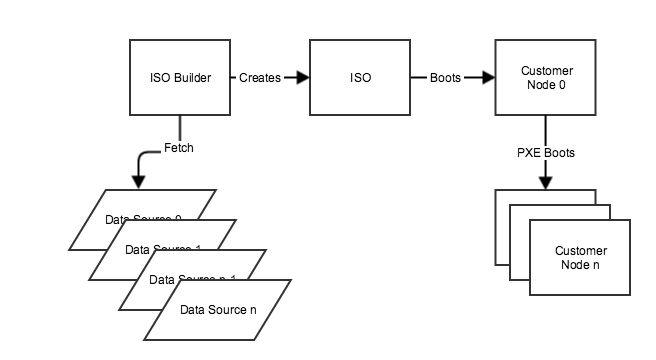 ISO Builder
Creates
ISO
Boots
Customer
Node 0
Fetch
PXE Boots
Data Source 0
Data Source 1
Data Source n-1
Data Source n
Customer
Node n